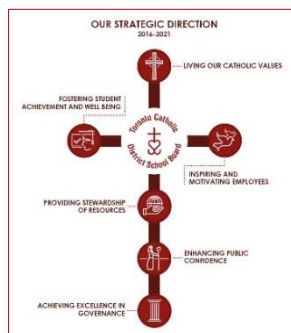 OUR STRATEGIC DIRECTION
2016-2021
LIVING OUR CATHOLIC VALUES
FOSTERING STUDENT
ACHIEVEMENT AND WELL BEING
Toronto Catholic
District School Board
INSPIRING AND
MOTIVATING EMPLOYEES
PROVIDING STEWARDSHIP
OF RESOURCES
ENHANCING PUBLIC
CONFIDENCE
ACHIEVING EXCELLENCE IN
GOVERNANCE